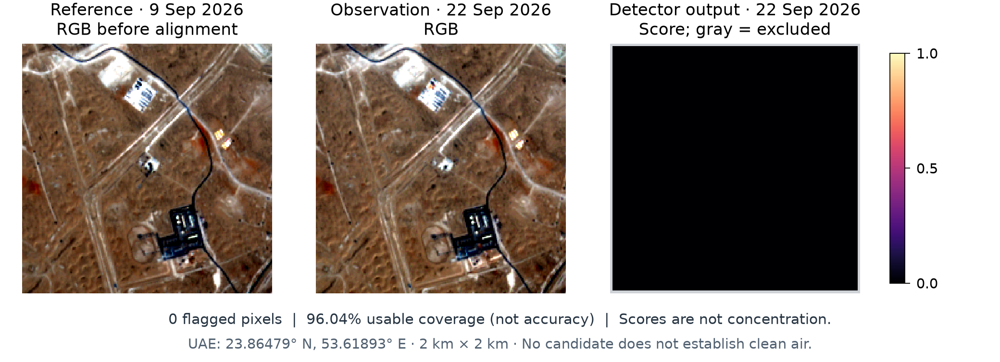 Reference · 9 Sep 2026
RGB before alignment
Observation · 22 Sep 2026
RGB
Detector output · 22 Sep 2026
Score; gray = excluded
1.0
0.5
0.0
0 flagged pixels | 96.04% usable coverage (not accuracy) | Scores are not concentration.
UAE: 23.86479° N, 53.61893° E · 2 km × 2 km · No candidate does not establish clean air.